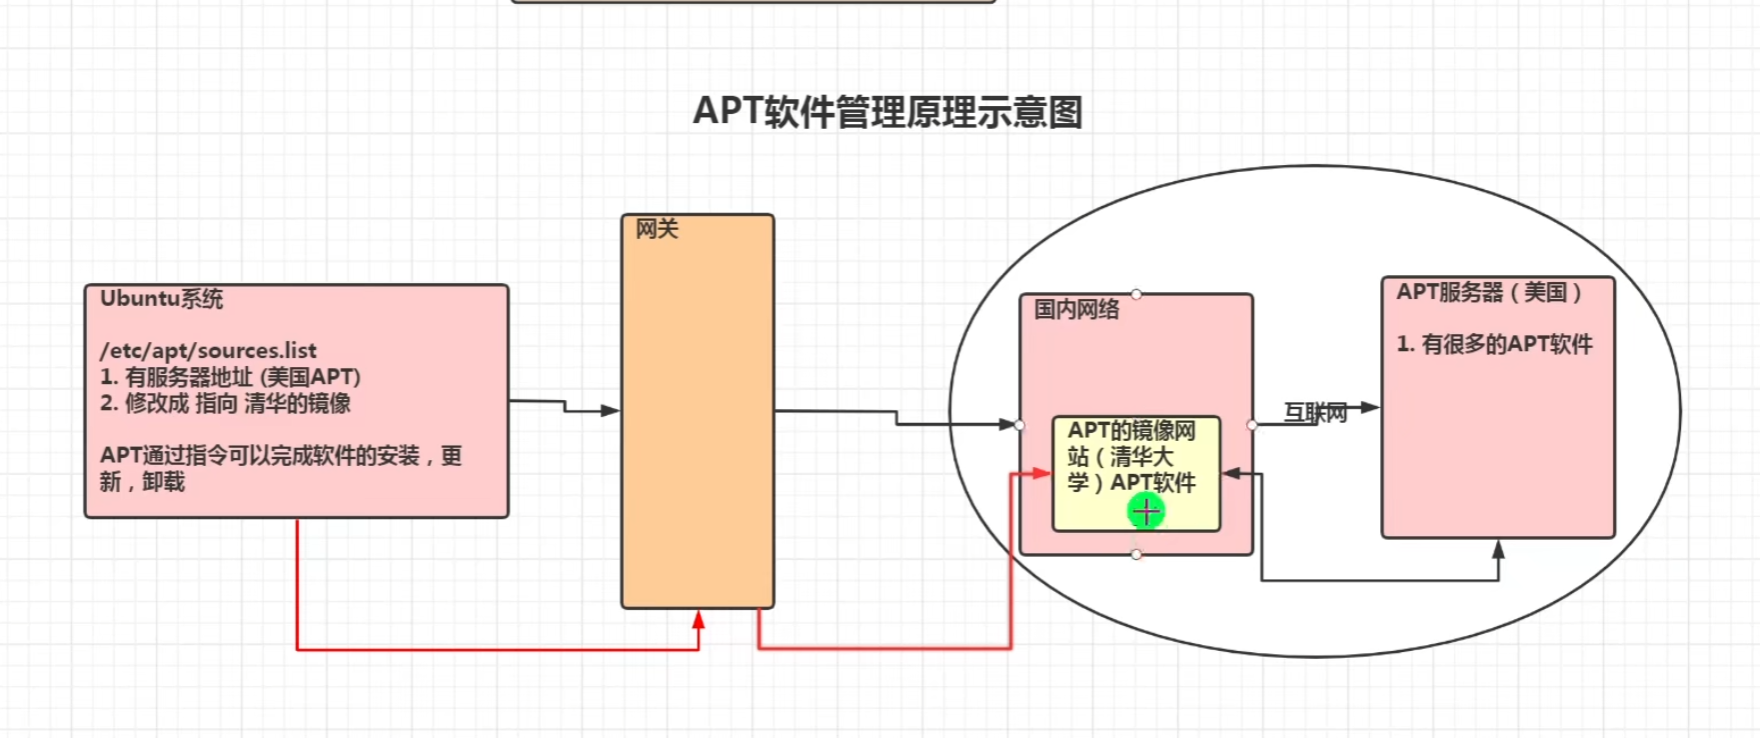 APT软件管理原理示意图
网关
Ubuntu系统
/etc/apt/sources.list
1. 有服务器地址 (美国APT)
2. 修改成 指向 清华的镜像
APT通过指令可以完成软件的安装，更
新，卸载
国内网络
APT的镜像网
站（清华大
学）APT软件
互联网
APT服务器（美国）
1. 有很多的APT软件